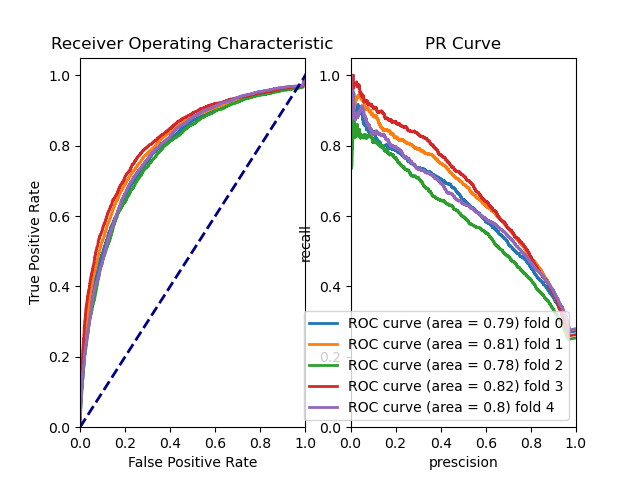 Receiver Operating Characteristic
PR Curve
1.0
0.8
0.6
0.4
0.2
0.0
True Positive Rate
0.0 0.2 0.4 0.6 0.8 1.0
False Positive Rate
1.0
0.8
0.6
0.4
0.2
0.0
recall
0.0 0.2 0.4 0.6 0.8 1.0
prescision
ROC curve (area = 0.79) fold 0
ROC curve (area = 0.81) fold 1
ROC curve (area = 0.78) fold 2
ROC curve (area = 0.82) fold 3
ROC curve (area = 0.8) fold 4